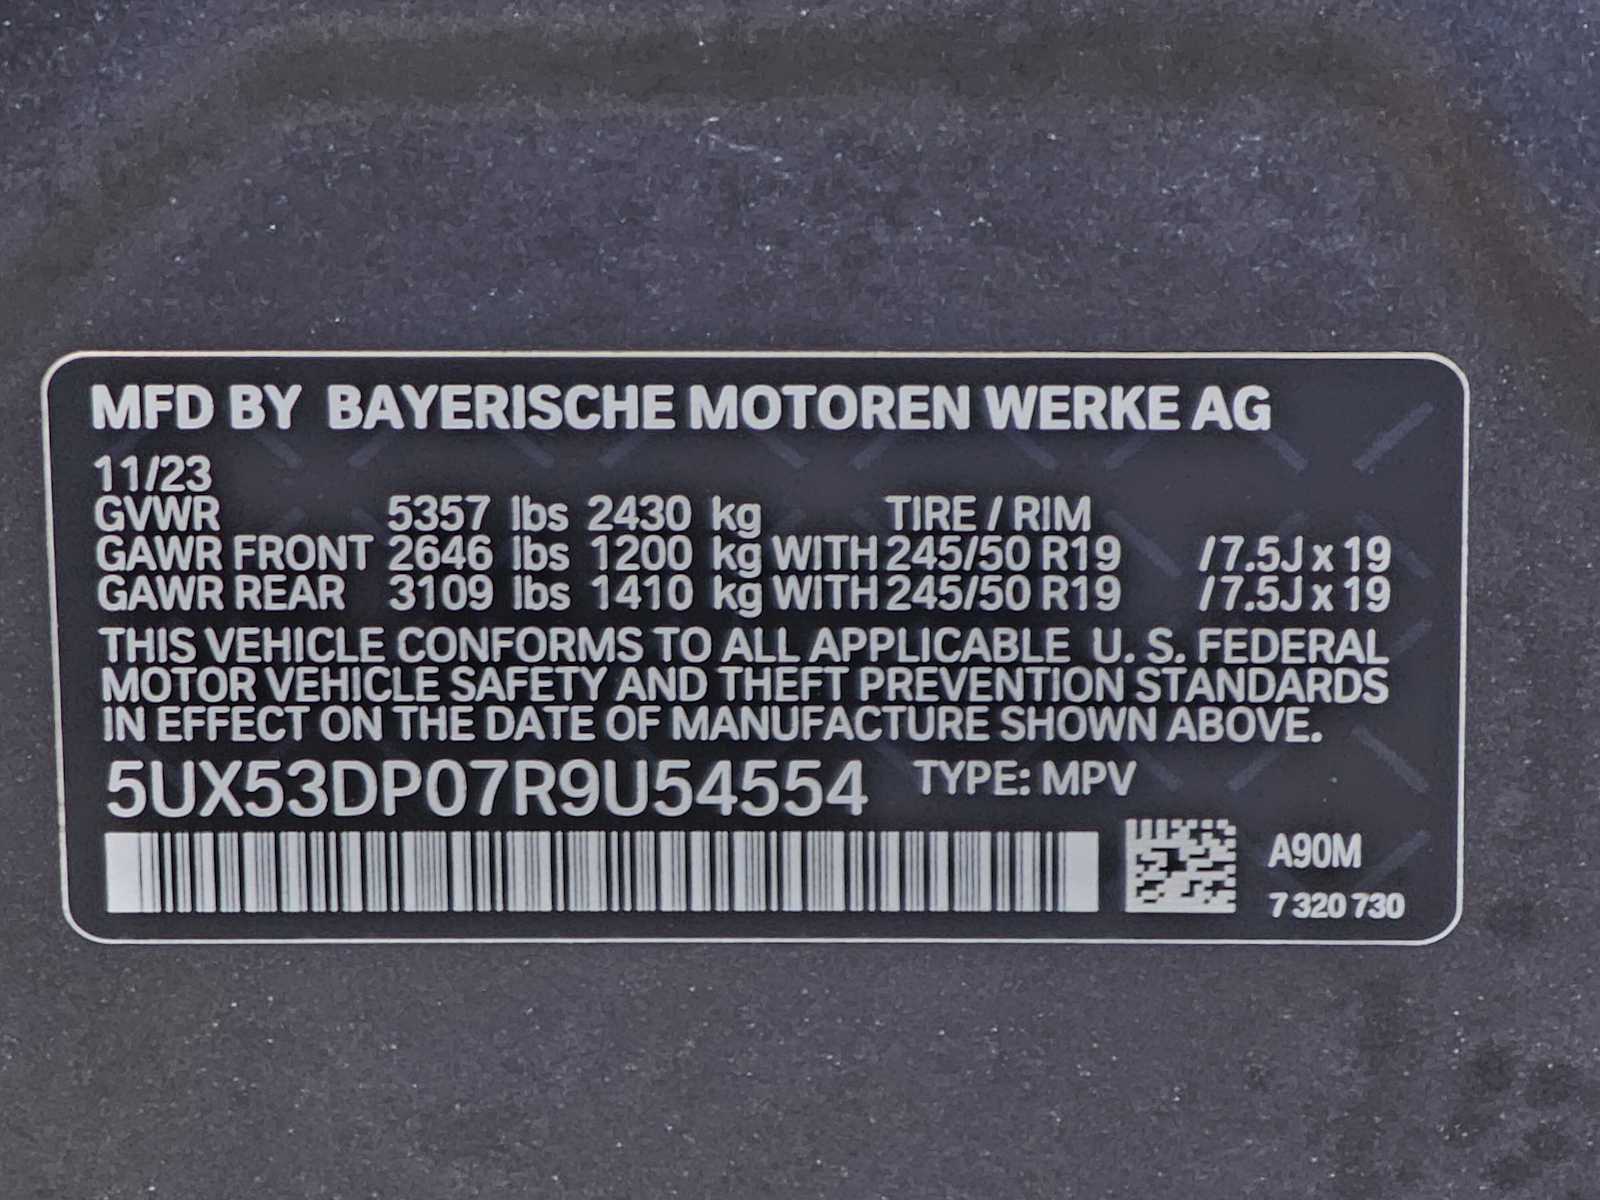 MFD BY BAYERISCHE MOTOREN WERKE AG
11/23
GVWR 5357 lbs 2430 kg TIRE / RIM
GAWR FRONT 2646 lbs 1200 kg WITH 245/50 R19 / 7.5J x 19
GAWR REAR 3109 lbs 1410 kg WITH 245/50 R19 / 7.5J x 19
THIS VEHICLE CONFORMS TO ALL APPLICABLE U. S. FEDERAL
MOTOR VEHICLE SAFETY AND THEFT PREVENTION STANDARDS
IN EFFECT ON THE DATE OF MANUFACTURE SHOWN ABOVE.
5UX53DP07R9U54554 TYPE: MPV
A90M
7 320 730